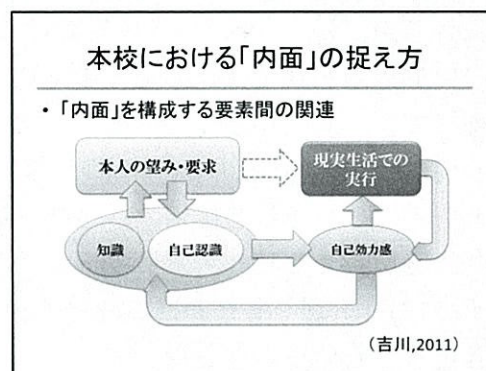 本校における「内面」の捉え方
・「内面」を構成する要素間の関連
本人の望み・要求
現実生活での
実行
知識
自己認識
自己効力感
(吉川,2011)